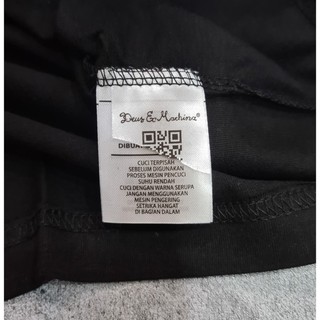 Deus Ex Machina®
DIBU
CUCI TERPISAH
SEBELUM DIGUNAKAN
PROSES MESIN PENCUCI
SUHU RENDAH
CUCI DENGAN WARNA SERUPA
JANGAN MENGGUNAKAN
MESIN PENGERING
SETRIKA HANGAT
DI BAGIAN DALAM